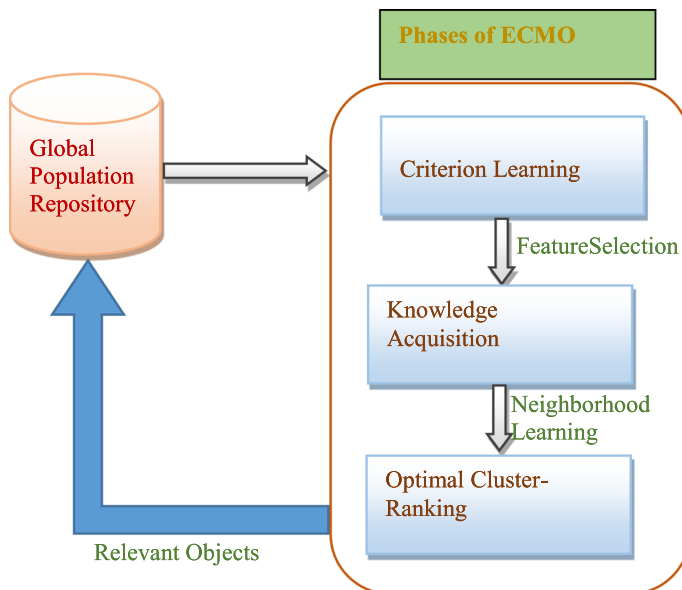 Phases of ECMO
Global
Population
Repository
Criterion Learning
FeatureSelection
Knowledge
Acquisition
Neighborhood
Learning
Optimal Cluster-
Ranking
Relevant Objects